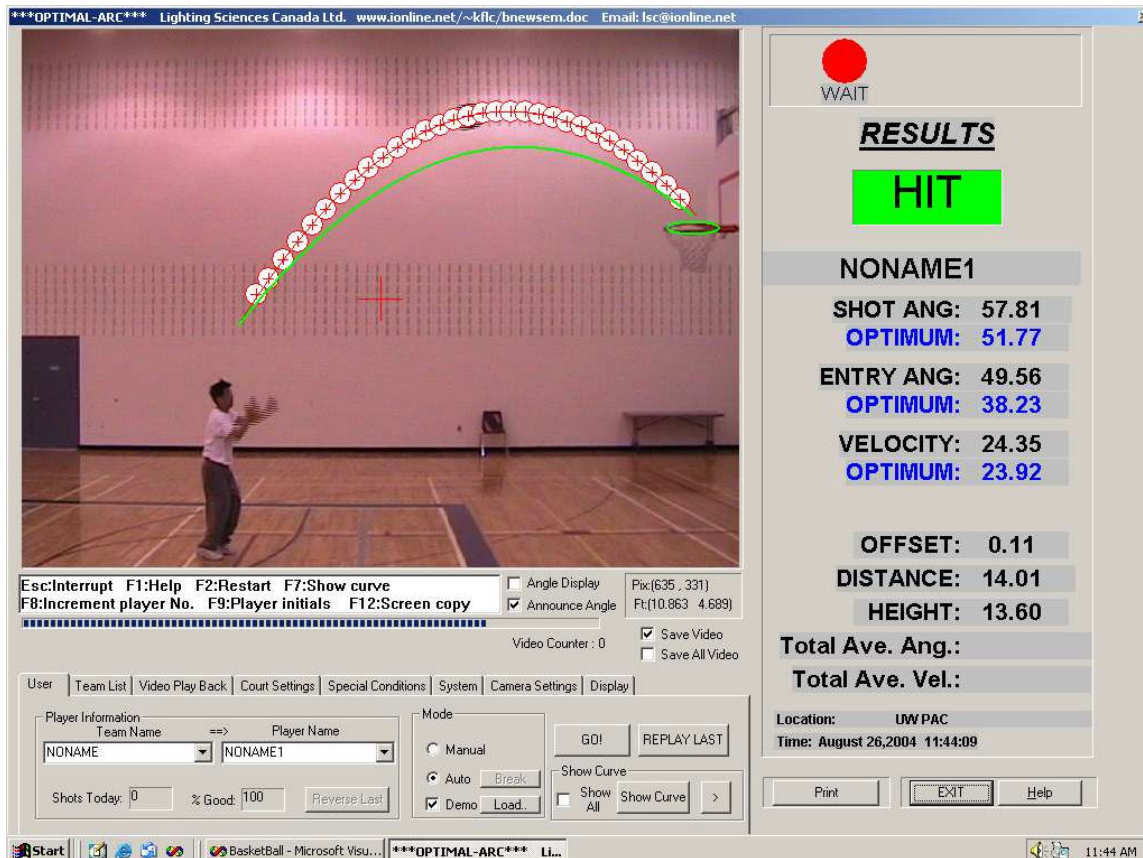 ***OPTIMAL-ARC*** Lighting Sciences Canada Ltd. www.ionline.net/~kflc/bnewsem.doc Email: lsc@ionline.net
WAIT
RESULTS
HIT
NONAME1
SHOT ANG: 57.81
OPTIMUM: 51.77
ENTRY ANG: 49.56
OPTIMUM: 38.23
VELOCITY: 24.35
OPTIMUM: 23.92
OFFSET: 0.11
DISTANCE: 14.01
HEIGHT: 13.60
Total Ave. Ang.:
Total Ave. Vel.:
Location: UW PAC
Time: August 26,2004 11:44:09
Print EXIT Help
Esc:Interrupt F1:Help F2:Restart F7:Show curve
F8:Increment player No. F9:Player initials F12:Screen copy
Angle Display
Announce Angle
Pix:(635 , 331)
Ft:(10.863 4.689)
Video Counter : 0
Save Video
Save All Video
User Team List Video Play Back Court Settings Special Conditions System Camera Settings Display
Player Information
Team Name ==> Player Name
NONAME NONAME1
Shots Today: 0 % Good: 100 Reverse Last
Mode
Manual
Auto Break
Demo Load..
GO! REPLAY LAST
Show Curve
Show All Show Curve >
Start BasketBall - Microsoft Visu... ***OPTIMAL-ARC*** Li... 11:44 AM